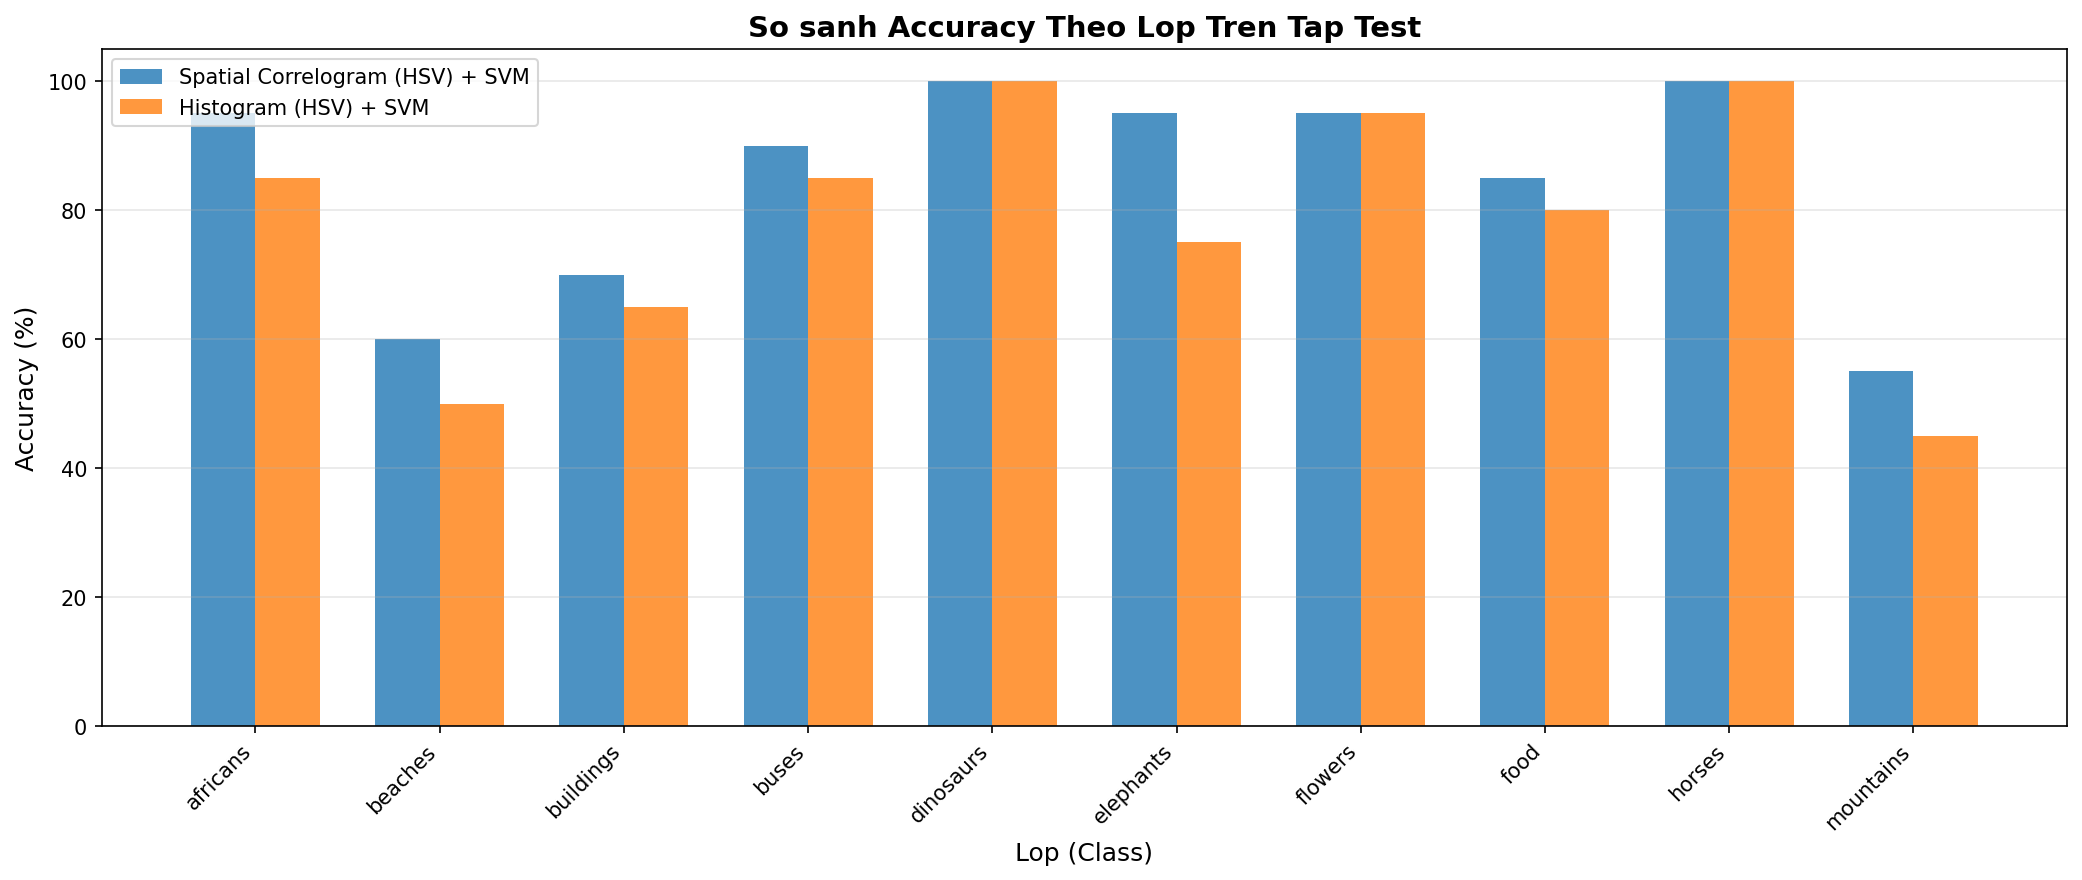 So sanh Accuracy Theo Lop Tren Tap Test
Spatial Correlogram (HSV) + SVM
Histogram (HSV) + SVM
Accuracy (%)
100
80
60
40
20
0
africans
beaches
buildings
buses
dinosaurs
elephants
flowers
food
horses
mountains
Lop (Class)